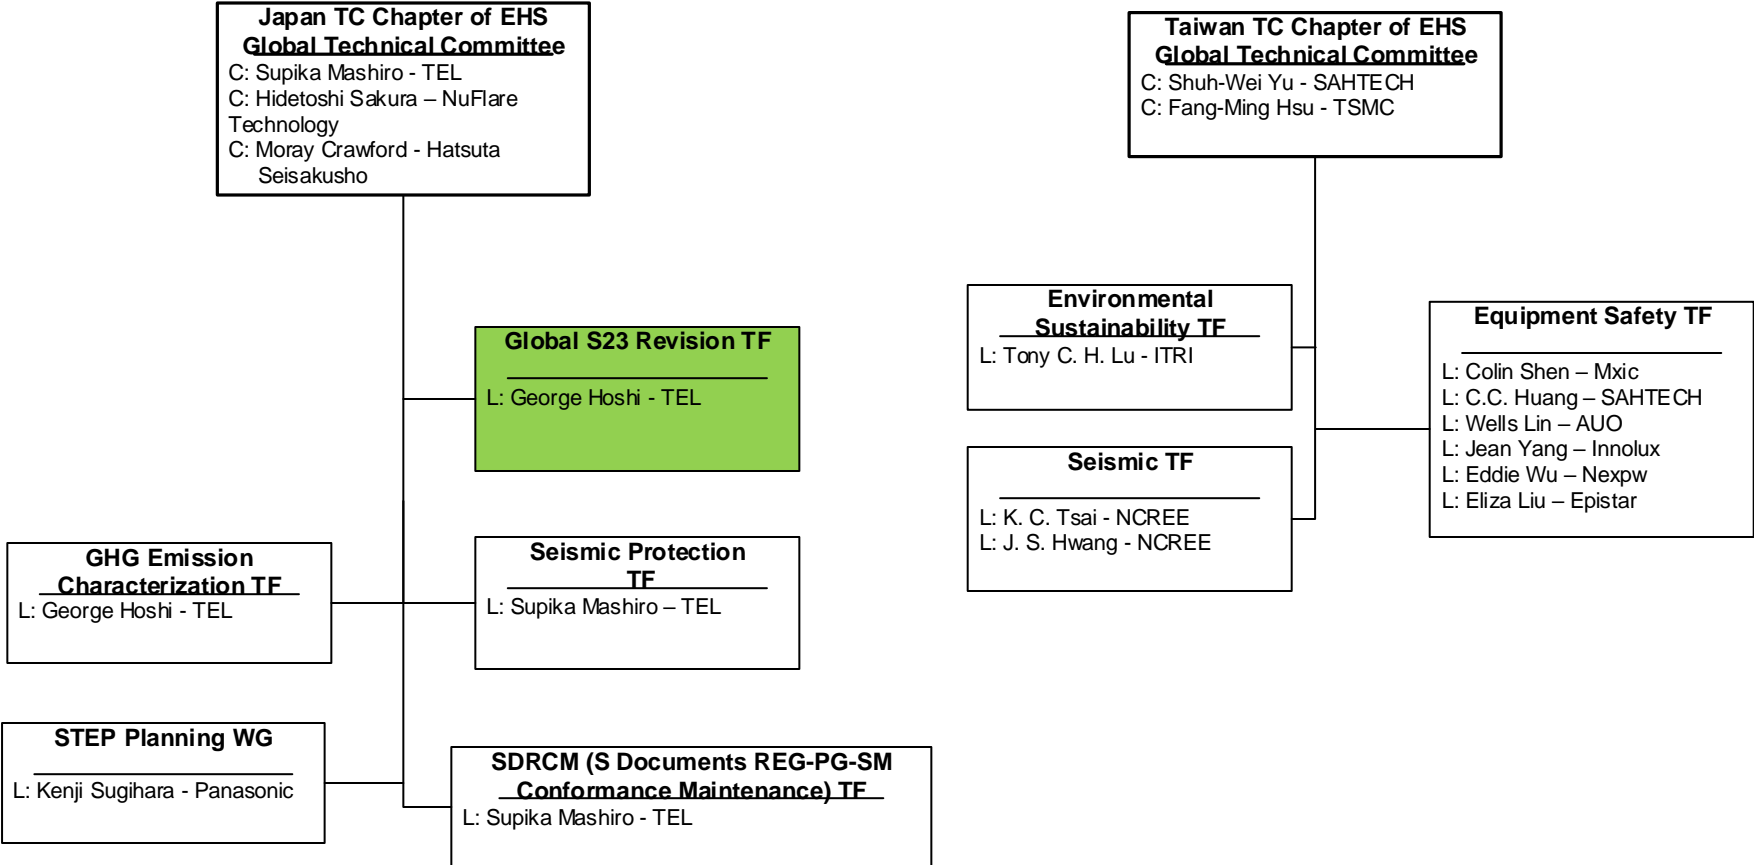 Japan TC Chapter of EHS
Global Technical Committee
C: Supika Mashiro - TEL
C: Hidetoshi Sakura – NuFlare
Technology
C: Moray Crawford - Hatsuta
Seisakusho
Taiwan TC Chapter of EHS
Global Technical Committee
C: Shuh-Wei Yu - SAHTECH
C: Fang-Ming Hsu - TSMC
Global S23 Revision TF
L: George Hoshi - TEL
Environmental
Sustainability TF
L: Tony C. H. Lu - ITRI
Equipment Safety TF
L: Colin Shen – Mxic
L: C.C. Huang – SAHTECH
L: Wells Lin – AUO
L: Jean Yang – Innolux
L: Eddie Wu – Nexpw
L: Eliza Liu – Epistar
Seismic TF
L: K. C. Tsai - NCREE
L: J. S. Hwang - NCREE
GHG Emission
Characterization TF
L: George Hoshi - TEL
Seismic Protection
TF
L: Supika Mashiro – TEL
STEP Planning WG
L: Kenji Sugihara - Panasonic
SDRCM (S Documents REG-PG-SM
Conformance Maintenance) TF
L: Supika Mashiro - TEL